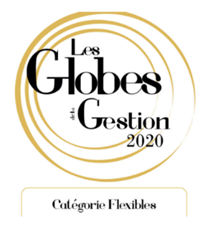 Les
Globes
de la
Gestion
2020
Catégorie Flexibles